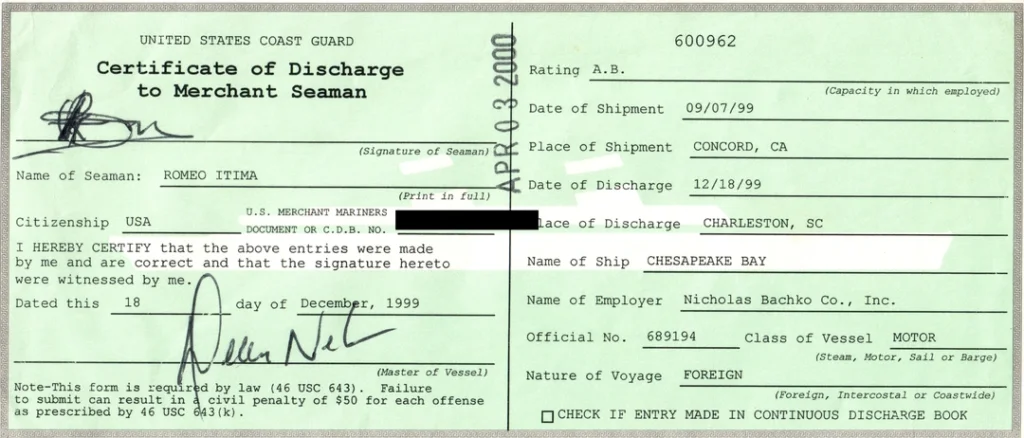 UNITED STATES COAST GUARD
Certificate of Discharge
to Merchant Seaman
(Signature of Seaman)
Name of Seaman: ROMEO ITIMA
(Print in full)
Citizenship USA
U.S. MERCHANT MARINERS
DOCUMENT OR C.D.B. NO.
I HEREBY CERTIFY that the above entries were made
by me and are correct and that the signature hereto
were witnessed by me.
Dated this 18 day of December, 1999
(Master of Vessel)
Note-This form is required by law (46 USC 643). Failure
to submit can result in a civil penalty of $50 for each offense
as prescribed by 46 USC 643(k).
APR 03 2000
600962
Rating A.B.
(Capacity in which employed)
Date of Shipment 09/07/99
Place of Shipment CONCORD, CA
Date of Discharge 12/18/99
lace of Discharge CHARLESTON, SC
Name of Ship CHESAPEAKE BAY
Name of Employer Nicholas Bachko Co., Inc.
Official No. 689194 Class of Vessel MOTOR
(Steam, Motor, Sail or Barge)
Nature of Voyage FOREIGN
(Foreign, Intercostal or Coastwide)
CHECK IF ENTRY MADE IN CONTINUOUS DISCHARGE BOOK